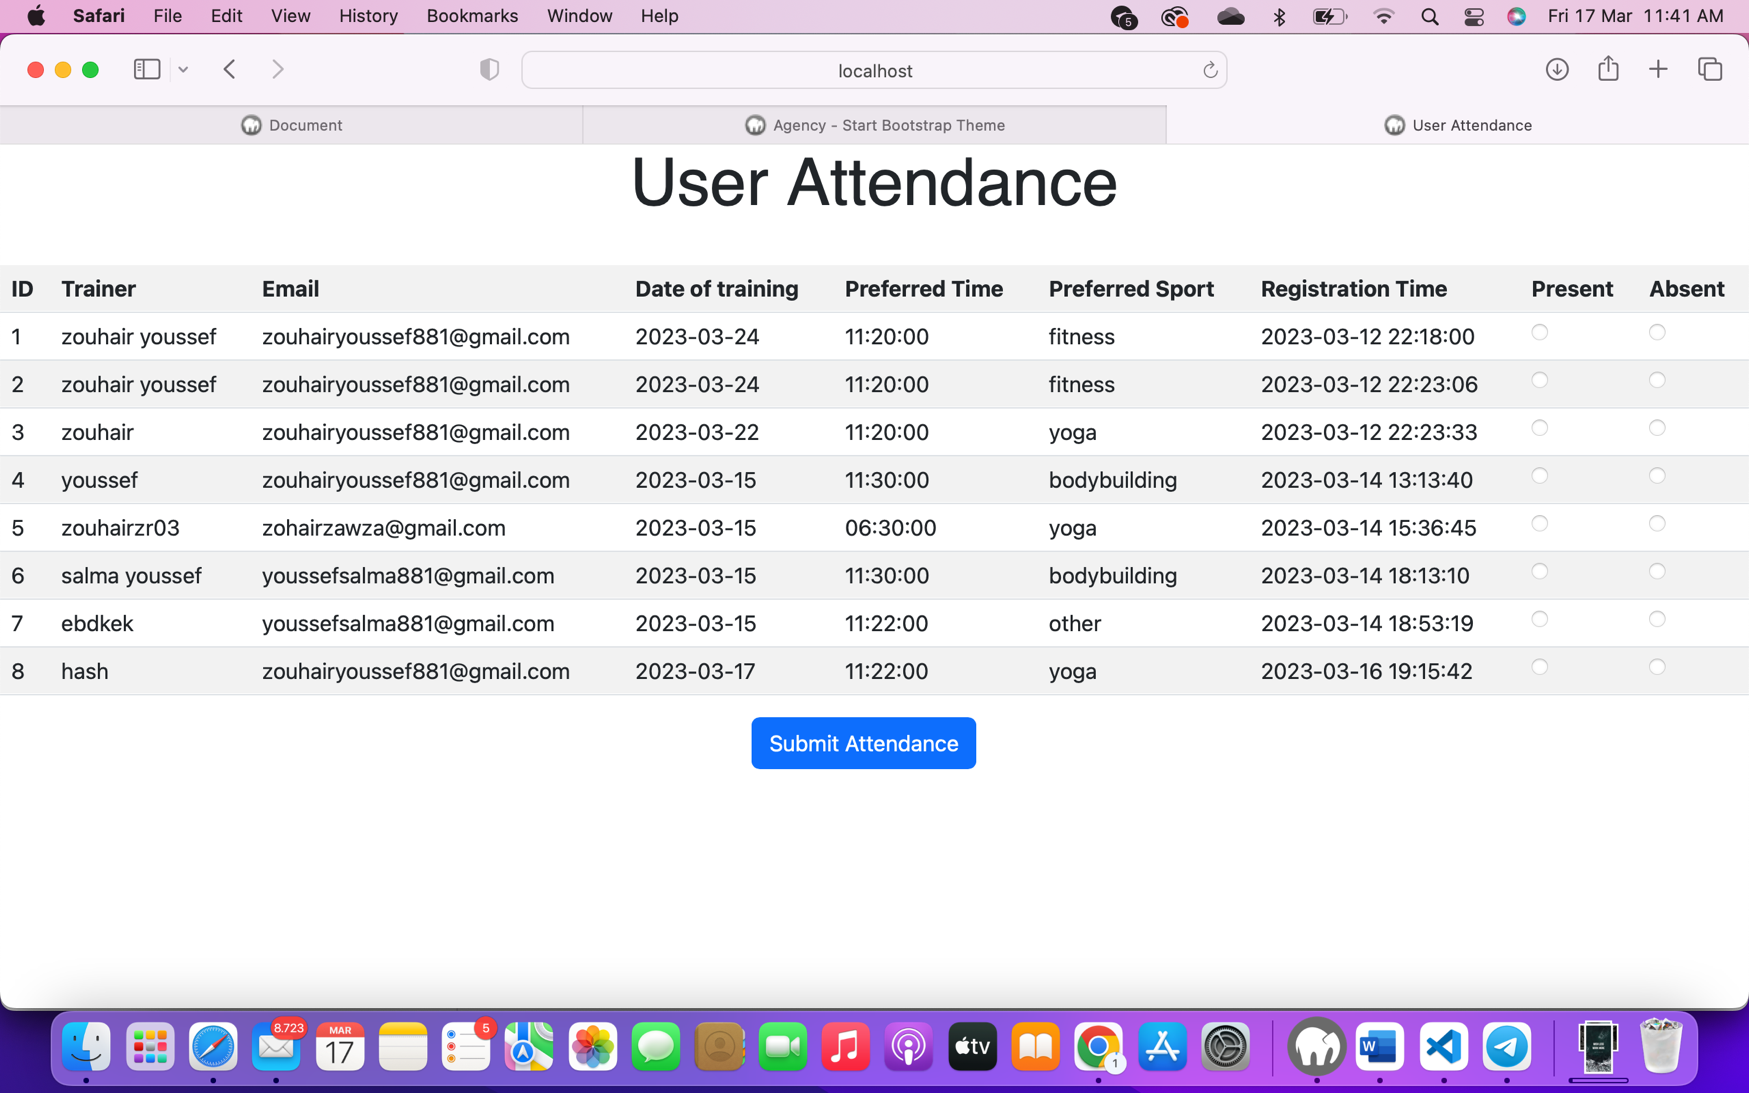 Safari File Edit View History Bookmarks Window Help 5 Fri 17 Mar 11:41 AM
localhost
Document Agency - Start Bootstrap Theme User Attendance
User Attendance
ID Trainer Email Date of training Preferred Time Preferred Sport Registration Time Present Absent
1 zouhair youssef zouhairyoussef881@gmail.com 2023-03-24 11:20:00 fitness 2023-03-12 22:18:00
2 zouhair youssef zouhairyoussef881@gmail.com 2023-03-24 11:20:00 fitness 2023-03-12 22:23:06
3 zouhair zouhairyoussef881@gmail.com 2023-03-22 11:20:00 yoga 2023-03-12 22:23:33
4 youssef zouhairyoussef881@gmail.com 2023-03-15 11:30:00 bodybuilding 2023-03-14 13:13:40
5 zouhairzr03 zohairzawza@gmail.com 2023-03-15 06:30:00 yoga 2023-03-14 15:36:45
6 salma youssef youssefsalma881@gmail.com 2023-03-15 11:30:00 bodybuilding 2023-03-14 18:13:10
7 ebdkek youssefsalma881@gmail.com 2023-03-15 11:22:00 other 2023-03-14 18:53:19
8 hash zouhairyoussef881@gmail.com 2023-03-17 11:22:00 yoga 2023-03-16 19:15:42
Submit Attendance
8.723 MAR 17 5 tv 1 W